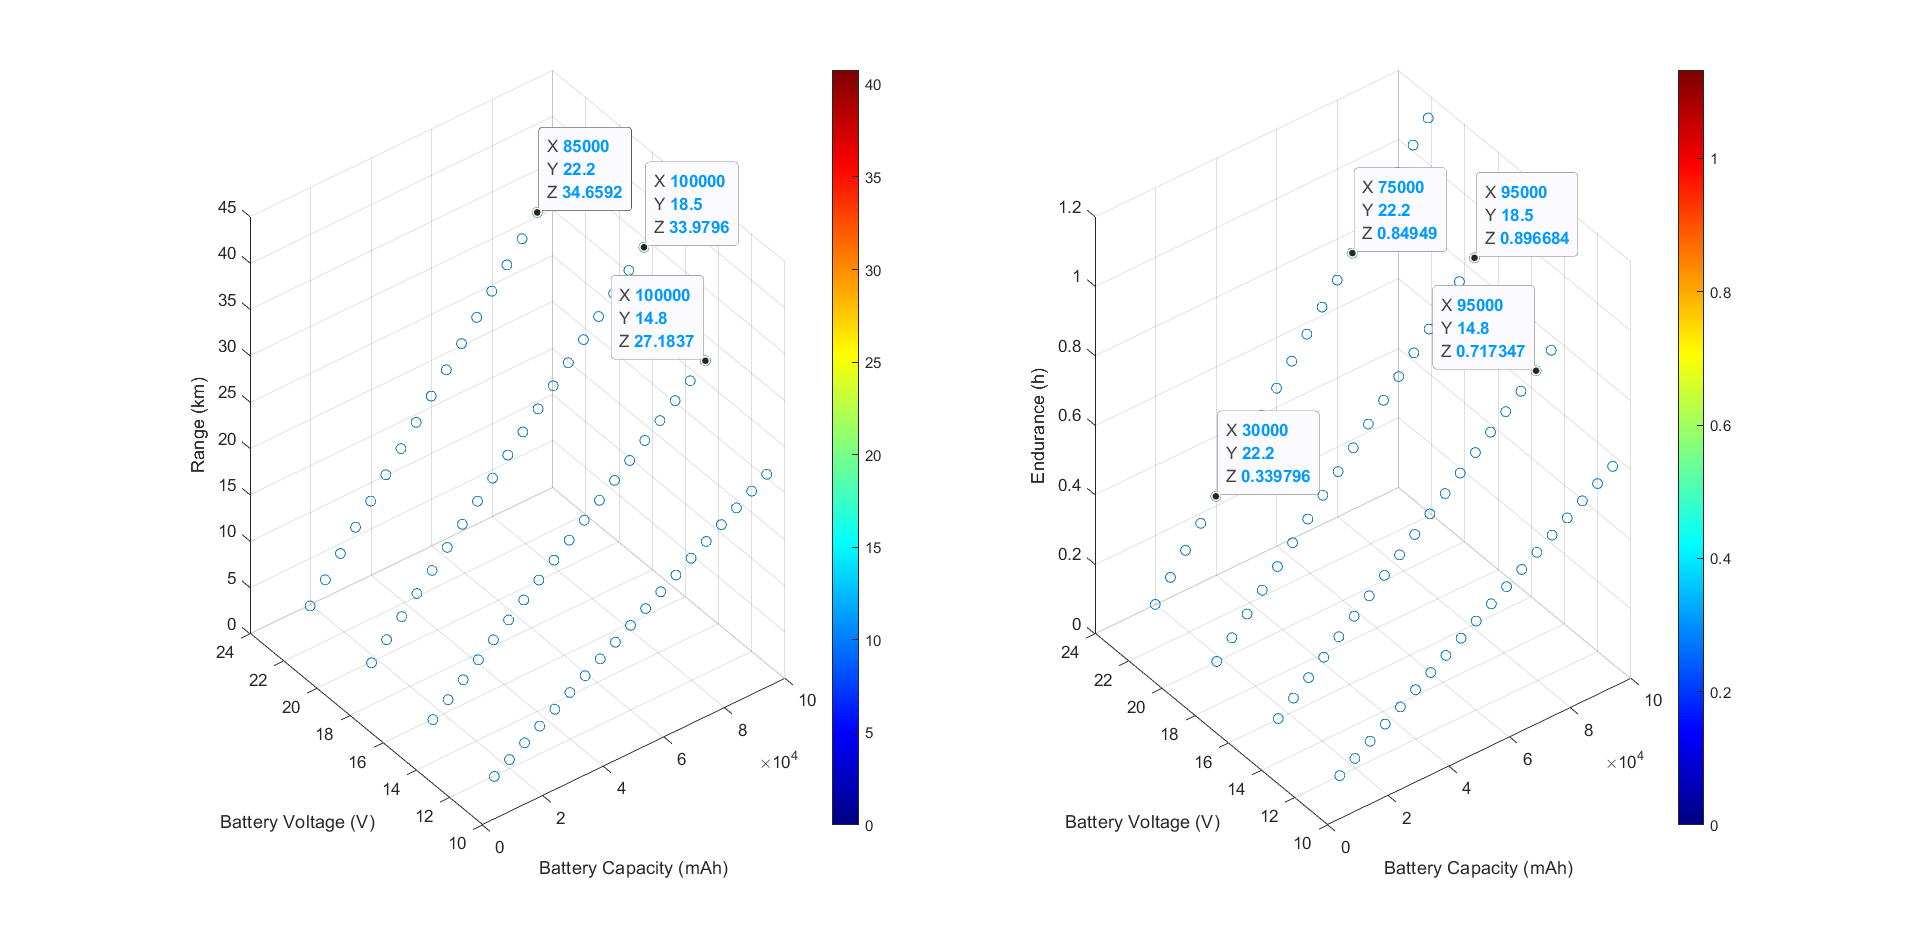 X 85000
Y 22.2
Z 34.6592
X 100000
Y 18.5
Z 33.9796
X 100000
Y 14.8
Z 27.1837
45
40
35
30
25
20
15
10
5
0
Range (km)
24
22
20
18
16
14
12
10
Battery Voltage (V)
0
2
4
6
8
10
×10⁴
Battery Capacity (mAh)
40
35
30
25
20
15
10
5
0
X 75000
Y 22.2
Z 0.84949
X 95000
Y 18.5
Z 0.896684
X 95000
Y 14.8
Z 0.717347
X 30000
Y 22.2
Z 0.339796
1.2
1
0.8
0.6
0.4
0.2
0
Endurance (h)
24
22
20
18
16
14
12
10
Battery Voltage (V)
0
2
4
6
8
10
×10⁴
Battery Capacity (mAh)
1
0.8
0.6
0.4
0.2
0